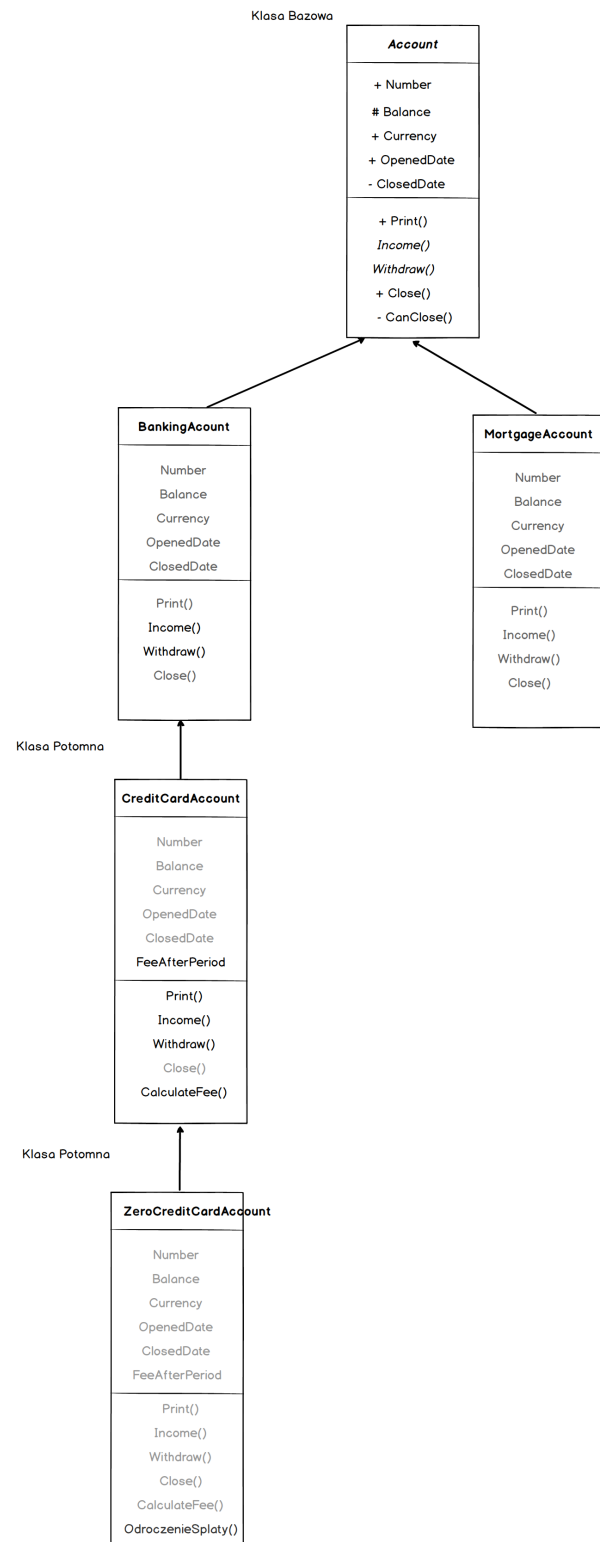 Klasa Bazowa
Account
+ Number
# Balance
+ Currency
+ OpenedDate
- ClosedDate
+ Print()
Income()
Withdraw()
+ Close()
- CanClose()
BankingAcount
Number
Balance
Currency
OpenedDate
ClosedDate
Print()
Income()
Withdraw()
Close()
MortgageAccount
Number
Balance
Currency
OpenedDate
ClosedDate
Print()
Income()
Withdraw()
Close()
Klasa Potomna
CreditCardAccount
Number
Balance
Currency
OpenedDate
ClosedDate
FeeAfterPeriod
Print()
Income()
Withdraw()
Close()
CalculateFee()
Klasa Potomna
ZeroCreditCardAccount
Number
Balance
Currency
OpenedDate
ClosedDate
FeeAfterPeriod
Print()
Income()
Withdraw()
Close()
CalculateFee()
OdroczenieSplaty()